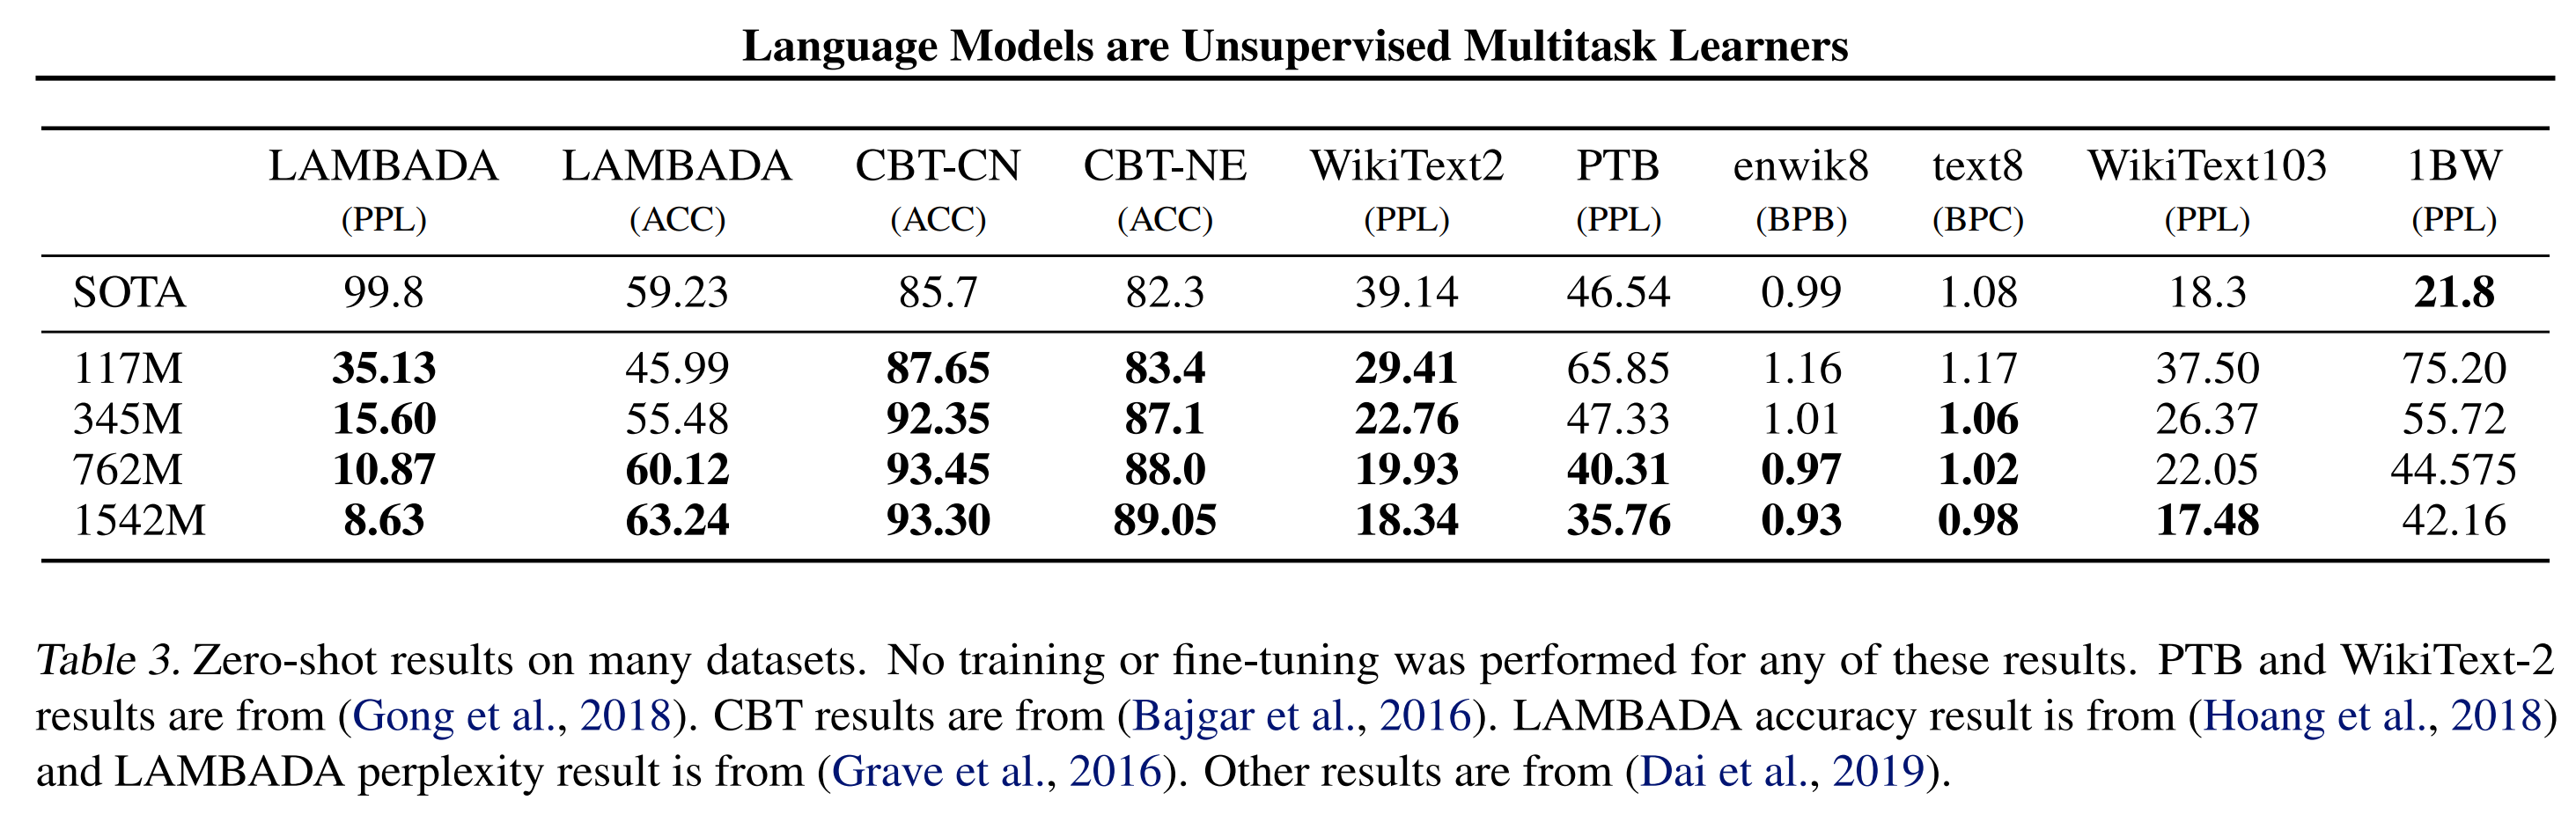 Language Models are Unsupervised Multitask Learners
LAMBADA LAMBADA CBT-CN CBT-NE WikiText2 PTB enwik8 text8 WikiText103 1BW
(PPL) (ACC) (ACC) (ACC) (PPL) (PPL) (BPB) (BPC) (PPL) (PPL)
SOTA 99.8 59.23 85.7 82.3 39.14 46.54 0.99 1.08 18.3 21.8
117M 35.13 45.99 87.65 83.4 29.41 65.85 1.16 1.17 37.50 75.20
345M 15.60 55.48 92.35 87.1 22.76 47.33 1.01 1.06 26.37 55.72
762M 10.87 60.12 93.45 88.0 19.93 40.31 0.97 1.02 22.05 44.575
1542M 8.63 63.24 93.30 89.05 18.34 35.76 0.93 0.98 17.48 42.16
Table 3. Zero-shot results on many datasets. No training or fine-tuning was performed for any of these results. PTB and WikiText-2
results are from (Gong et al., 2018). CBT results are from (Bajgar et al., 2016). LAMBADA accuracy result is from (Hoang et al., 2018)
and LAMBADA perplexity result is from (Grave et al., 2016). Other results are from (Dai et al., 2019).